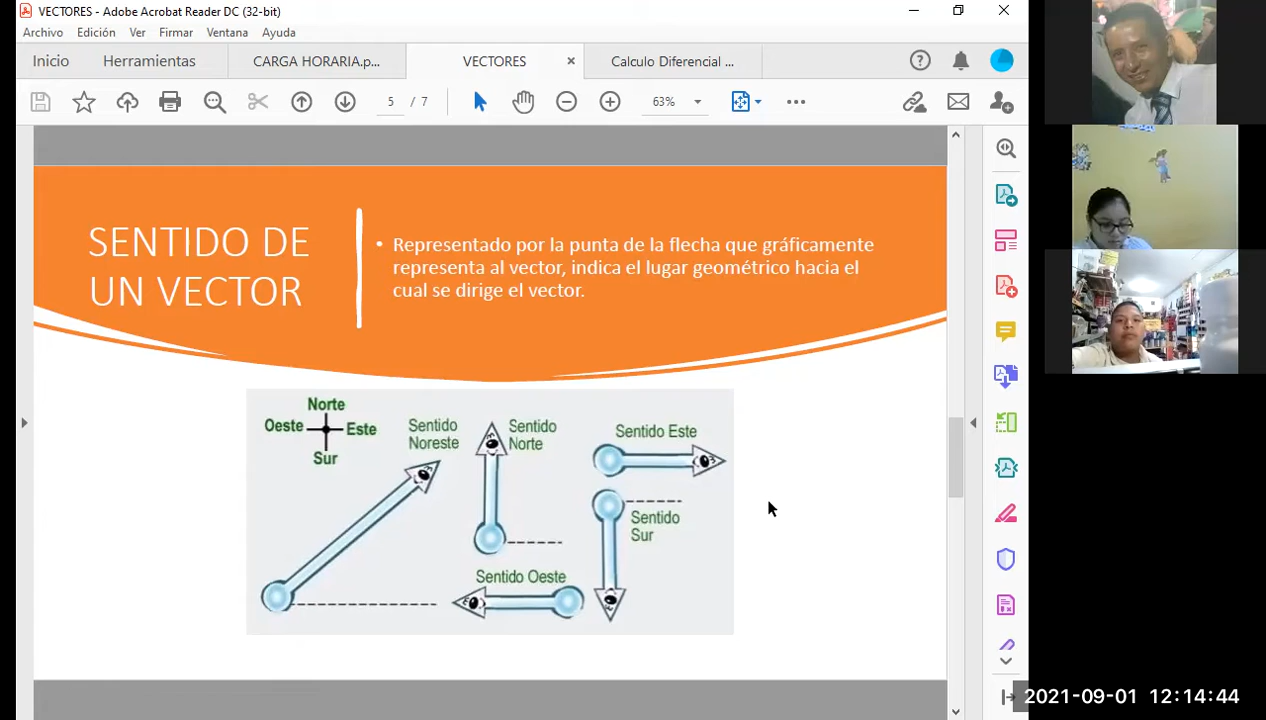 VECTORES - Adobe Acrobat Reader DC (32-bit)
Archivo Edición Ver Firmar Ventana Ayuda
Inicio Herramientas CARGA HORARIA.p... VECTORES × Calculo Diferencial ...
5 / 7 63%
SENTIDO DE
UN VECTOR
• Representado por la punta de la flecha que gráficamente
representa al vector, indica el lugar geométrico hacia el
cual se dirige el vector.
Norte
Oeste Este
Sur
Sentido
Noreste
Sentido
Norte
Sentido Este
Sentido
Sur
Sentido Oeste
2021-09-01 12:14:44